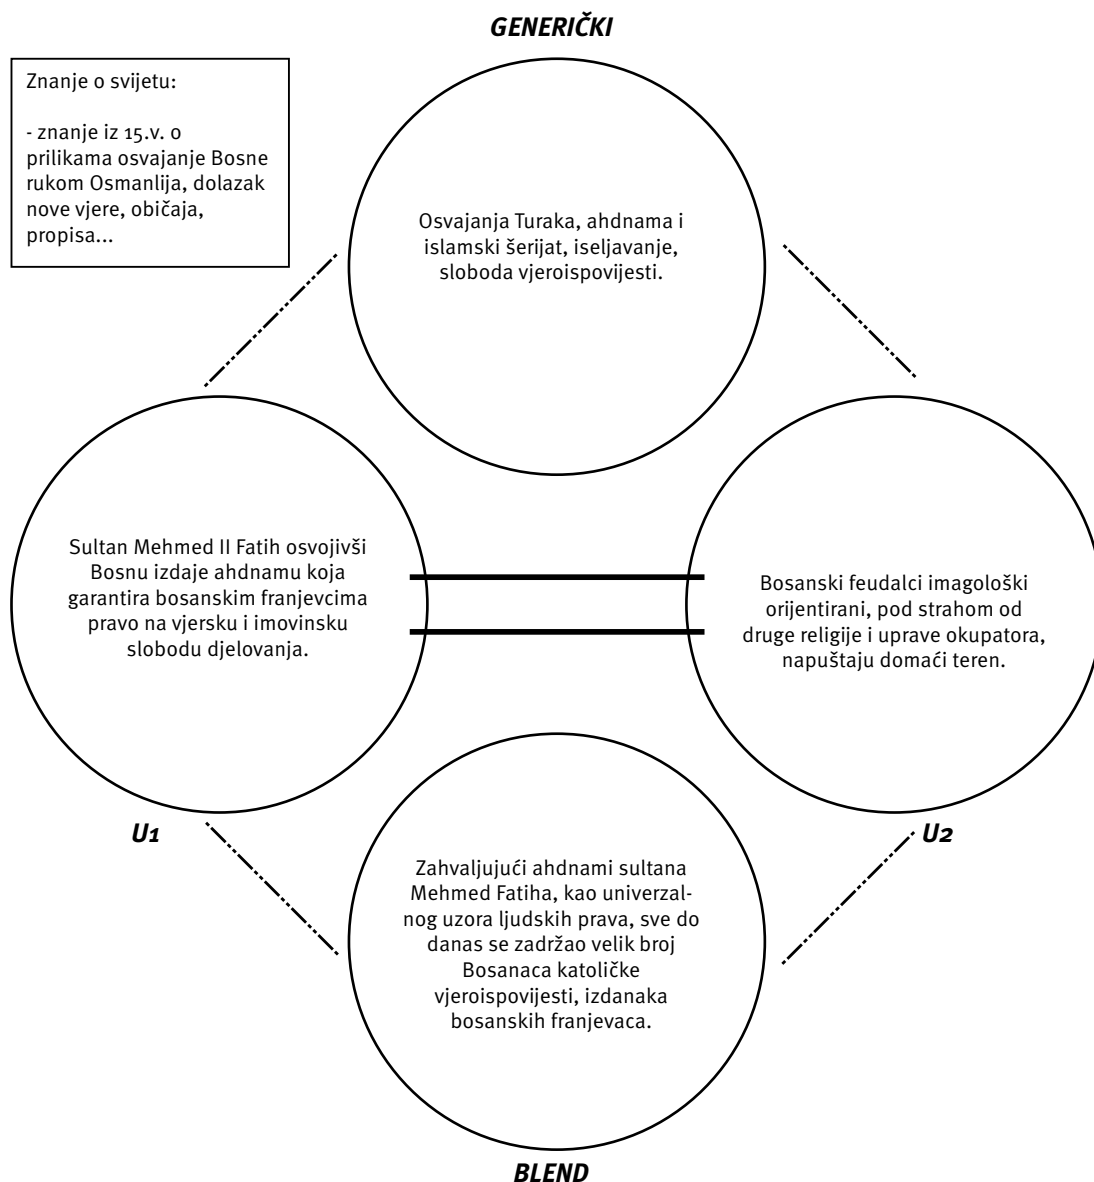 GENERIČKI
Znanje o svijetu:
- znanje iz 15.v. o
prilikama osvajanje Bosne
rukom Osmanlija, dolazak
nove vjere, običaja,
propisa...
Osvajanja Turaka, ahdnama i
islamski šerijat, iseljavanje,
sloboda vjeroispovijesti.
Sultan Mehmed II Fatih osvojivši
Bosnu izdaje ahdnamu koja
garantira bosanskim franjevcima
pravo na vjersku i imovinsku
slobodu djelovanja.
Bosanski feudalci imagološki
orijentirani, pod strahom od
druge religije i uprave okupatora,
napuštaju domaći teren.
U1
U2
Zahvaljujući ahdnami sultana
Mehmed Fatiha, kao univerzal-
nog uzora ljudskih prava, sve do
danas se zadržao velik broj
Bosanaca katoličke
vjeroispovijesti, izdanaka
bosanskih franjevaca.
BLEND